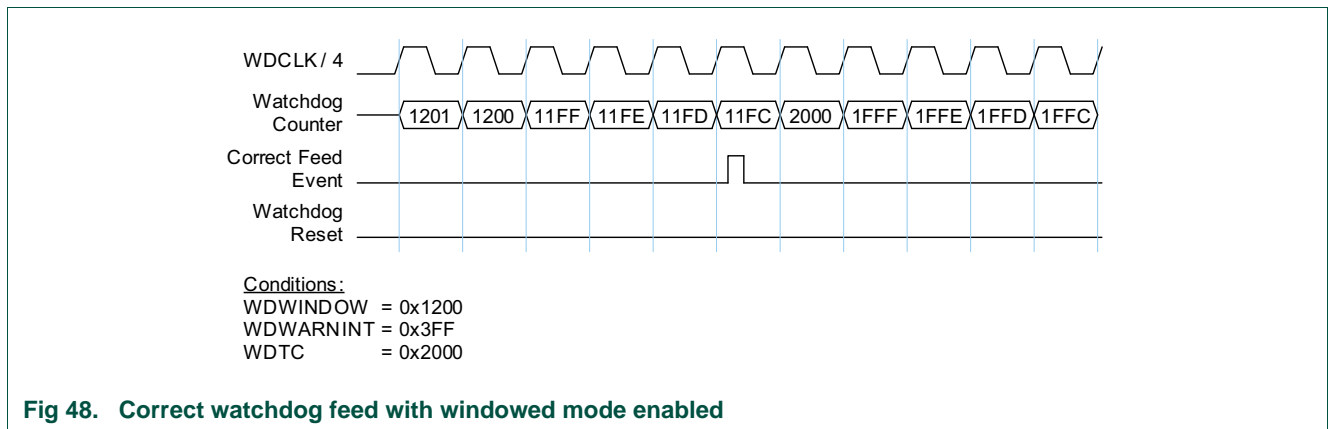 WDCLK / 4
Watchdog
Counter
1201 1200 11FF 11FE 11FD 11FC 2000 1FFF 1FFE 1FFD 1FFC
Correct Feed
Event
Watchdog
Reset
Conditions:
WDWINDOW = 0x1200
WDWARNINT = 0x3FF
WDTC = 0x2000
Fig 48. Correct watchdog feed with windowed mode enabled